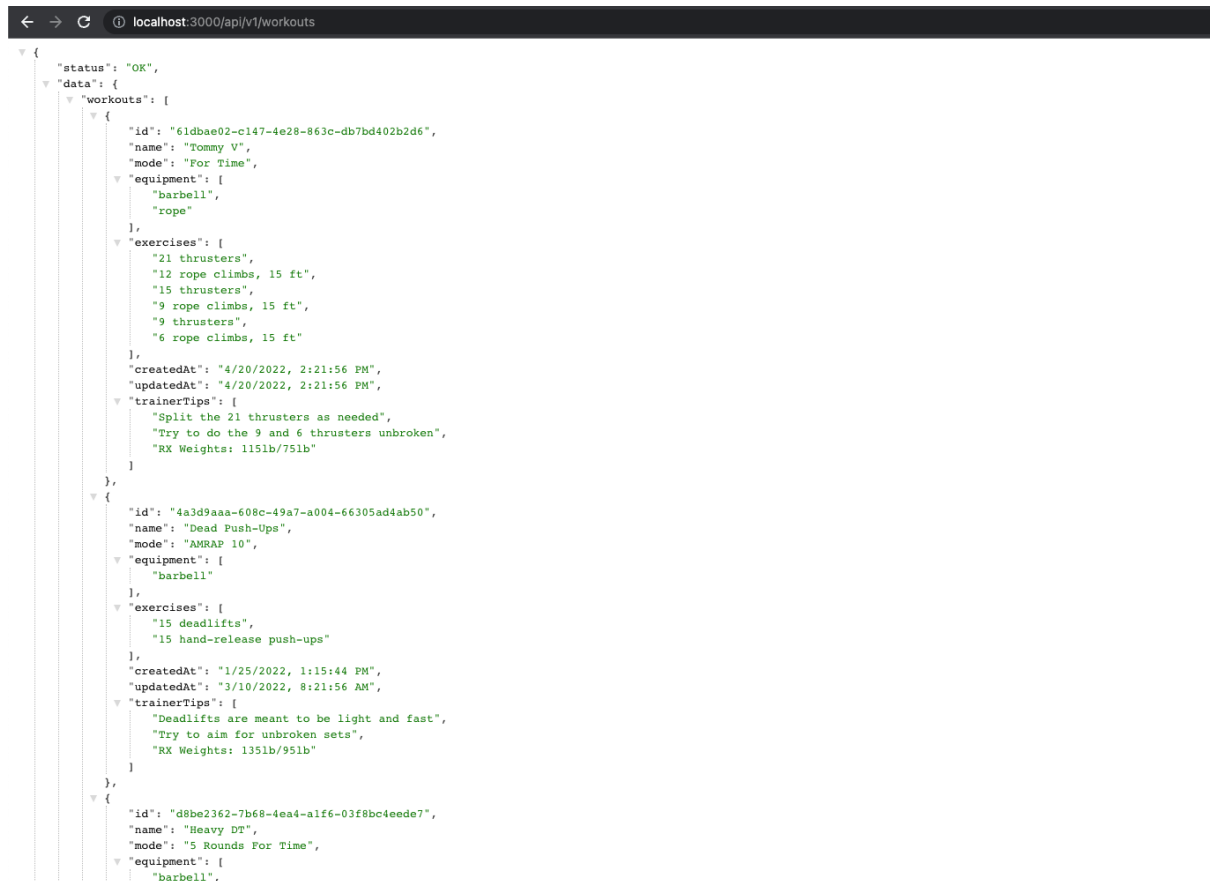 localhost:3000/api/v1/workouts
{
"status": "OK",
"data": {
"workouts": [
{
"id": "61dbae02-c147-4e28-863c-db7bd402b2d6",
"name": "Tommy V",
"mode": "For Time",
"equipment": [
"barbell",
"rope"
],
"exercises": [
"21 thrusters",
"12 rope climbs, 15 ft",
"15 thrusters",
"9 rope climbs, 15 ft",
"9 thrusters",
"6 rope climbs, 15 ft"
],
"createdAt": "4/20/2022, 2:21:56 PM",
"updatedAt": "4/20/2022, 2:21:56 PM",
"trainerTips": [
"Split the 21 thrusters as needed",
"Try to do the 9 and 6 thrusters unbroken",
"RX Weights: 115lb/75lb"
]
},
{
"id": "4a3d9aaa-608c-49a7-a004-66305ad4ab50",
"name": "Dead Push-Ups",
"mode": "AMRAP 10",
"equipment": [
"barbell"
],
"exercises": [
"15 deadlifts",
"15 hand-release push-ups"
],
"createdAt": "1/25/2022, 1:15:44 PM",
"updatedAt": "3/10/2022, 8:21:56 AM",
"trainerTips": [
"Deadlifts are meant to be light and fast",
"Try to aim for unbroken sets",
"RX Weights: 135lb/95lb"
]
},
{
"id": "d8be2362-7b68-4ea4-a1f6-03f8bc4eede7",
"name": "Heavy DT",
"mode": "5 Rounds For Time",
"equipment": [
"barbell",